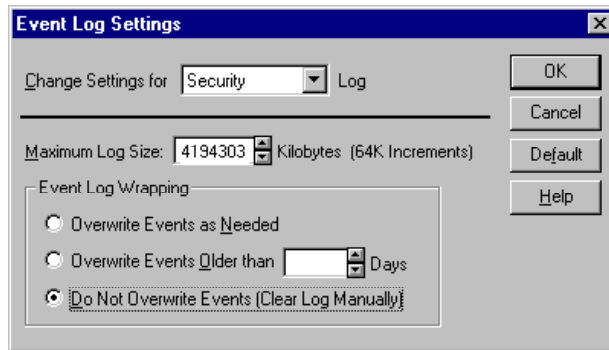 Event Log Settings
Change Settings for Security Log
Maximum Log Size: 4194303 Kilobytes (64K Increments)
Event Log Wrapping
Overwrite Events as Needed
Overwrite Events Older than Days
Do Not Overwrite Events (Clear Log Manually)
OK
Cancel
Default
Help